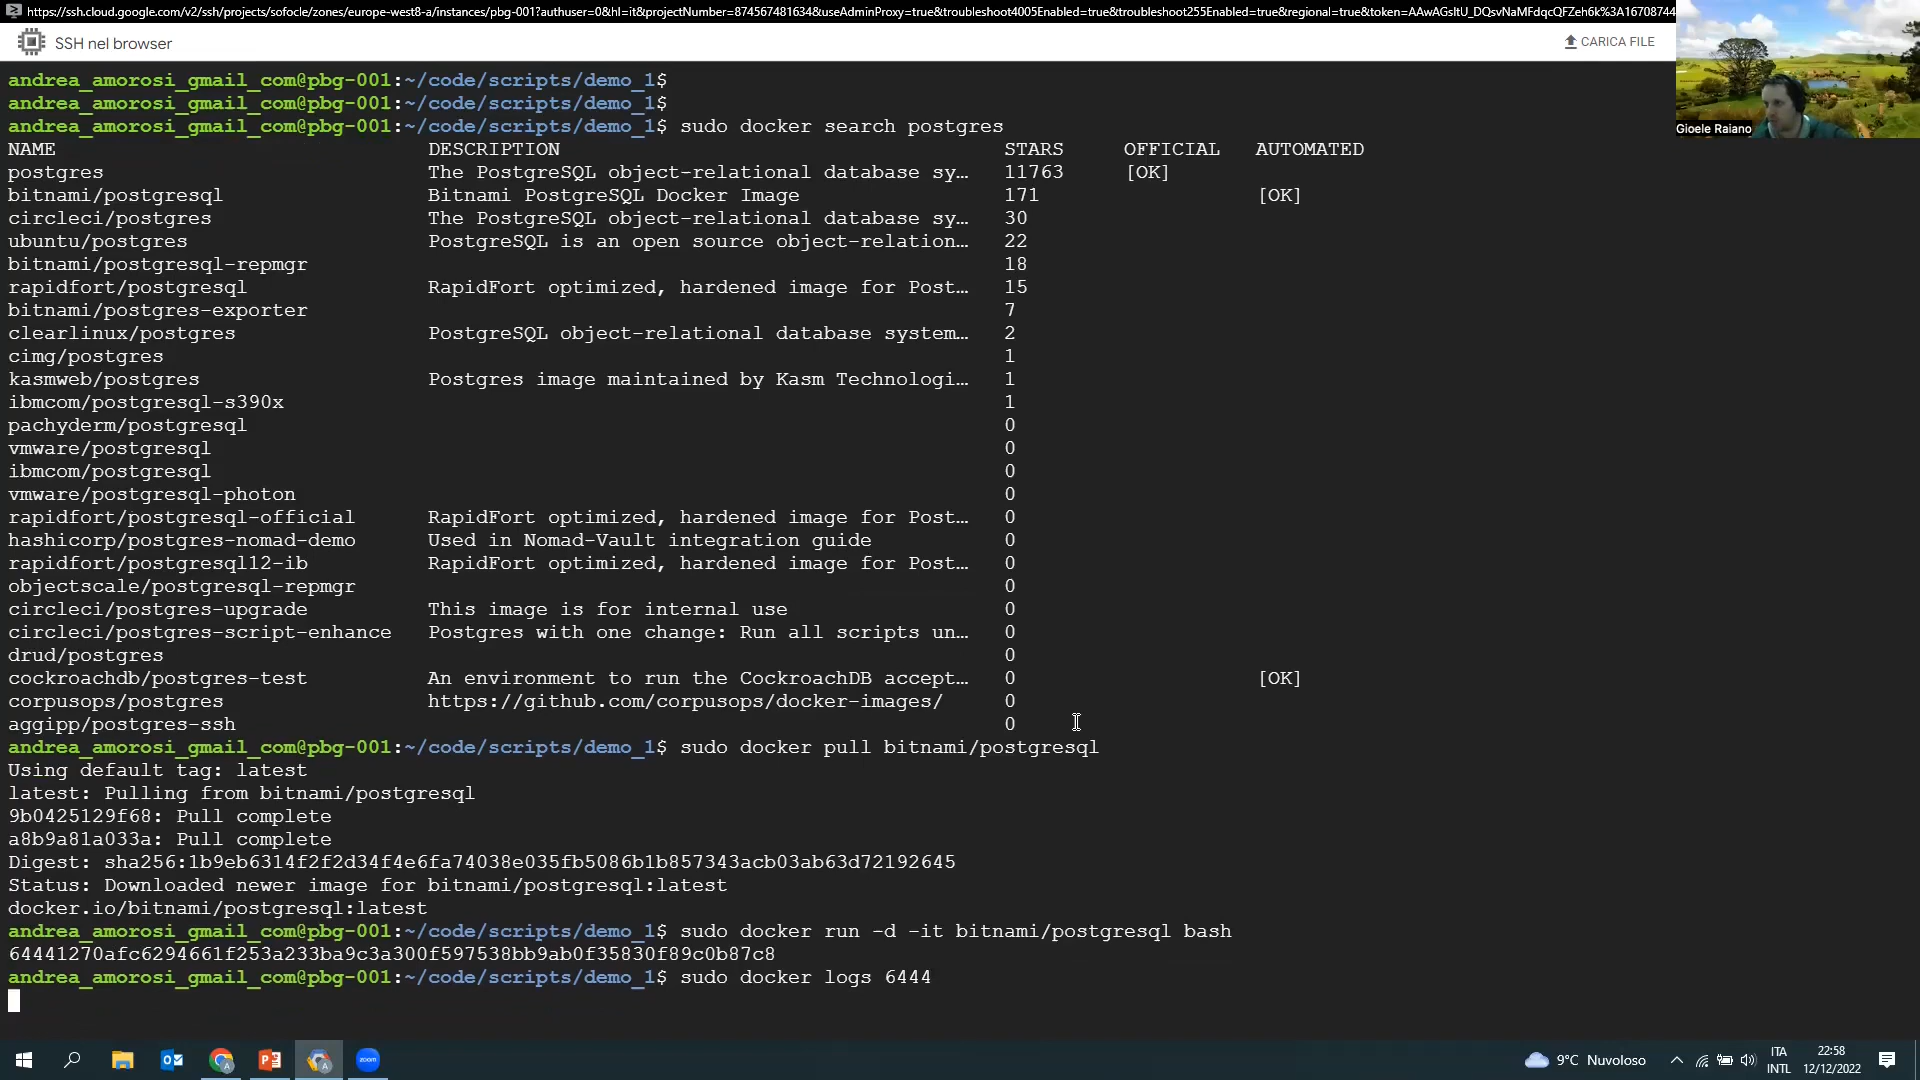 https://ssh.cloud.google.com/v2/ssh/projects/sofocle/zones/europe-west8-a/instances/pbg-001?authuser=0&hl=it&projectNumber=874567481634&useAdminProxy=true&troubleshoot4005Enabled=true&troubleshoot255Enabled=true&regional=true&token=AAwAGsItU_DQsvNaMFdqcQFZeh6k%3A16708744
SSH nel browser
CARICA FILE
Gioele Raiano
andrea_amorosi_gmail_com@pbg-001:~/code/scripts/demo_1$
andrea_amorosi_gmail_com@pbg-001:~/code/scripts/demo_1$
andrea_amorosi_gmail_com@pbg-001:~/code/scripts/demo_1$ sudo docker search postgres
NAME DESCRIPTION STARS OFFICIAL AUTOMATED
postgres The PostgreSQL object-relational database sy… 11763 [OK]
bitnami/postgresql Bitnami PostgreSQL Docker Image 171 [OK]
circleci/postgres The PostgreSQL object-relational database sy… 30
ubuntu/postgres PostgreSQL is an open source object-relation… 22
bitnami/postgresql-repmgr 18
rapidfort/postgresql RapidFort optimized, hardened image for Post… 15
bitnami/postgres-exporter 7
clearlinux/postgres PostgreSQL object-relational database system… 2
cimg/postgres 1
kasmweb/postgres Postgres image maintained by Kasm Technologi… 1
ibmcom/postgresql-s390x 1
pachyderm/postgresql 0
vmware/postgresql 0
ibmcom/postgresql 0
vmware/postgresql-photon 0
rapidfort/postgresql-official RapidFort optimized, hardened image for Post… 0
hashicorp/postgres-nomad-demo Used in Nomad-Vault integration guide 0
rapidfort/postgresql12-ib RapidFort optimized, hardened image for Post… 0
objectscale/postgresql-repmgr 0
circleci/postgres-upgrade This image is for internal use 0
circleci/postgres-script-enhance Postgres with one change: Run all scripts un… 0
drud/postgres 0
cockroachdb/postgres-test An environment to run the CockroachDB accept… 0 [OK]
corpusops/postgres https://github.com/corpusops/docker-images/ 0
aggipp/postgres-ssh 0
andrea_amorosi_gmail_com@pbg-001:~/code/scripts/demo_1$ sudo docker pull bitnami/postgresql
Using default tag: latest
latest: Pulling from bitnami/postgresql
9b0425129f68: Pull complete
a8b9a81a033a: Pull complete
Digest: sha256:1b9eb6314f2f2d34f4e6fa74038e035fb5086b1b857343acb03ab63d72192645
Status: Downloaded newer image for bitnami/postgresql:latest
docker.io/bitnami/postgresql:latest
andrea_amorosi_gmail_com@pbg-001:~/code/scripts/demo_1$ sudo docker run -d -it bitnami/postgresql bash
64441270afc6294661f253a233ba9c3a300f597538bb9ab0f35830f89c0b87c8
andrea_amorosi_gmail_com@pbg-001:~/code/scripts/demo_1$ sudo docker logs 6444
zoom
9°C Nuvoloso
ITA
INTL
22:58
12/12/2022